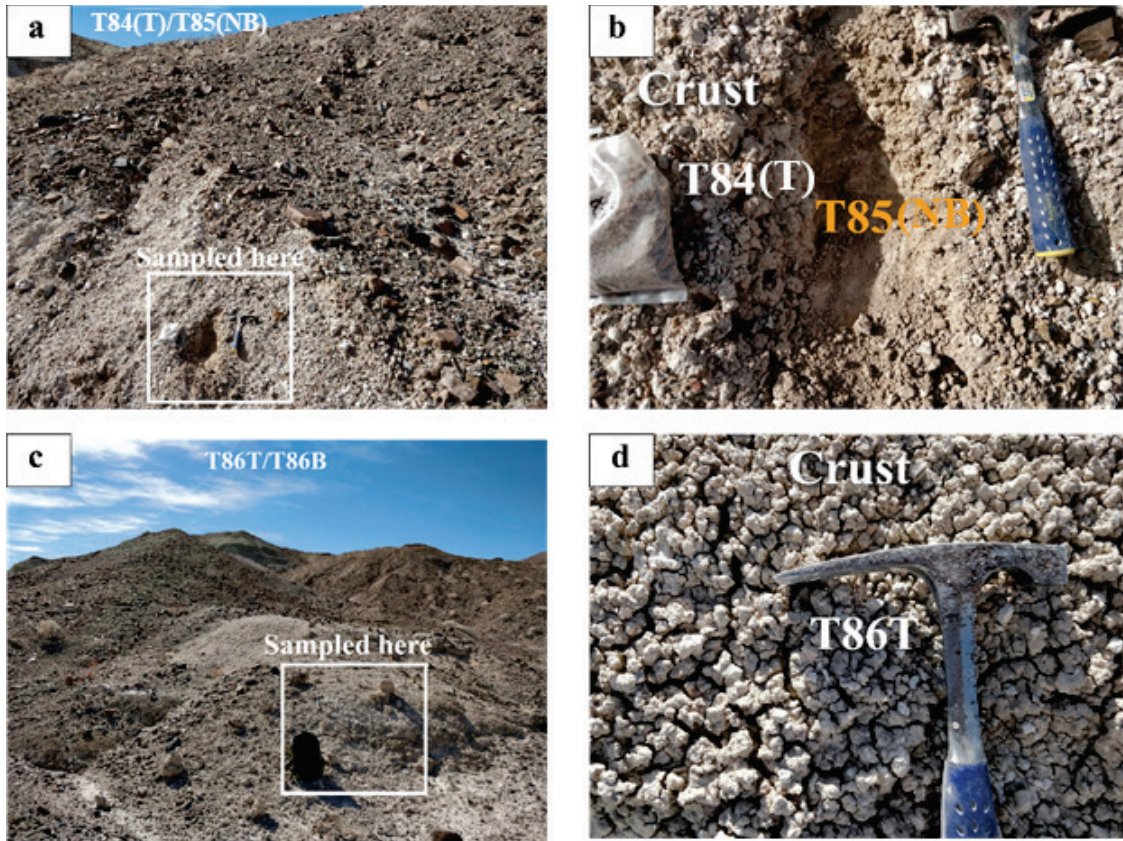 a
T84(T)/T85(NB)
Sampled here
b
Crust
T84(T)
T85(NB)
c
T86T/T86B
Sampled here
d
Crust
T86T